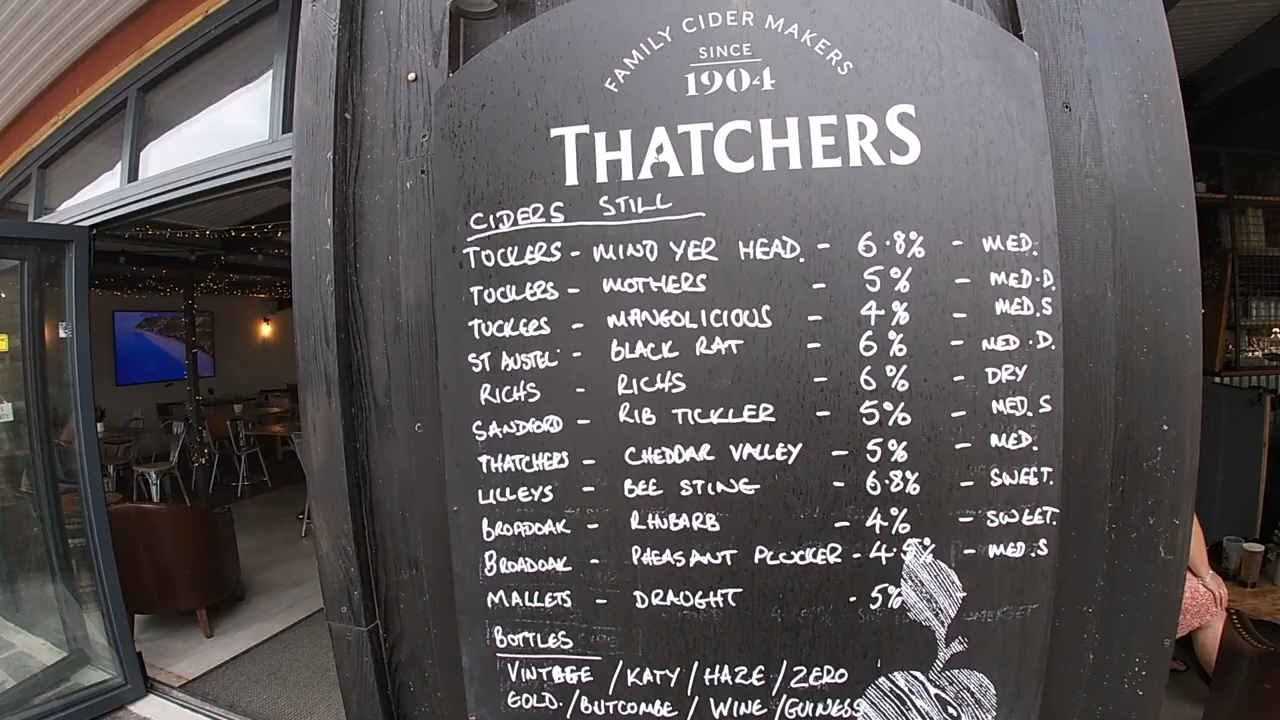 FAMILY CIDER MAKERS
SINCE
1904
THATCHERS
CIDERS STILL
TUCKERS - MIND YER HEAD. - 6.8% - MED.
TUCKERS - MOTHERS - 5% - MED.D.
TUCKERS - MANGOLICIOUS - 4% - MED.S
ST AUSTEL - BLACK RAT - 6% - MED.D.
RICHS - RICHS - 6% - DRY
SANDFORD - RIB TICKLER - 5% - MED.S
THATCHERS - CHEDDAR VALLEY - 5% - MED.
LILLEYS - BEE STING - 6.8% - SWEET.
BROADOAK - RHUBARB - 4% - SWEET.
BROADOAK - PHEASANT PLUCKER - 4. % - MED S
MALLETS - DRAUGHT - 5%
BOTTLES
VINTAGE / KATY / HAZE / ZERO
GOLD. / BUTCOMBE / WINE / GUINESS